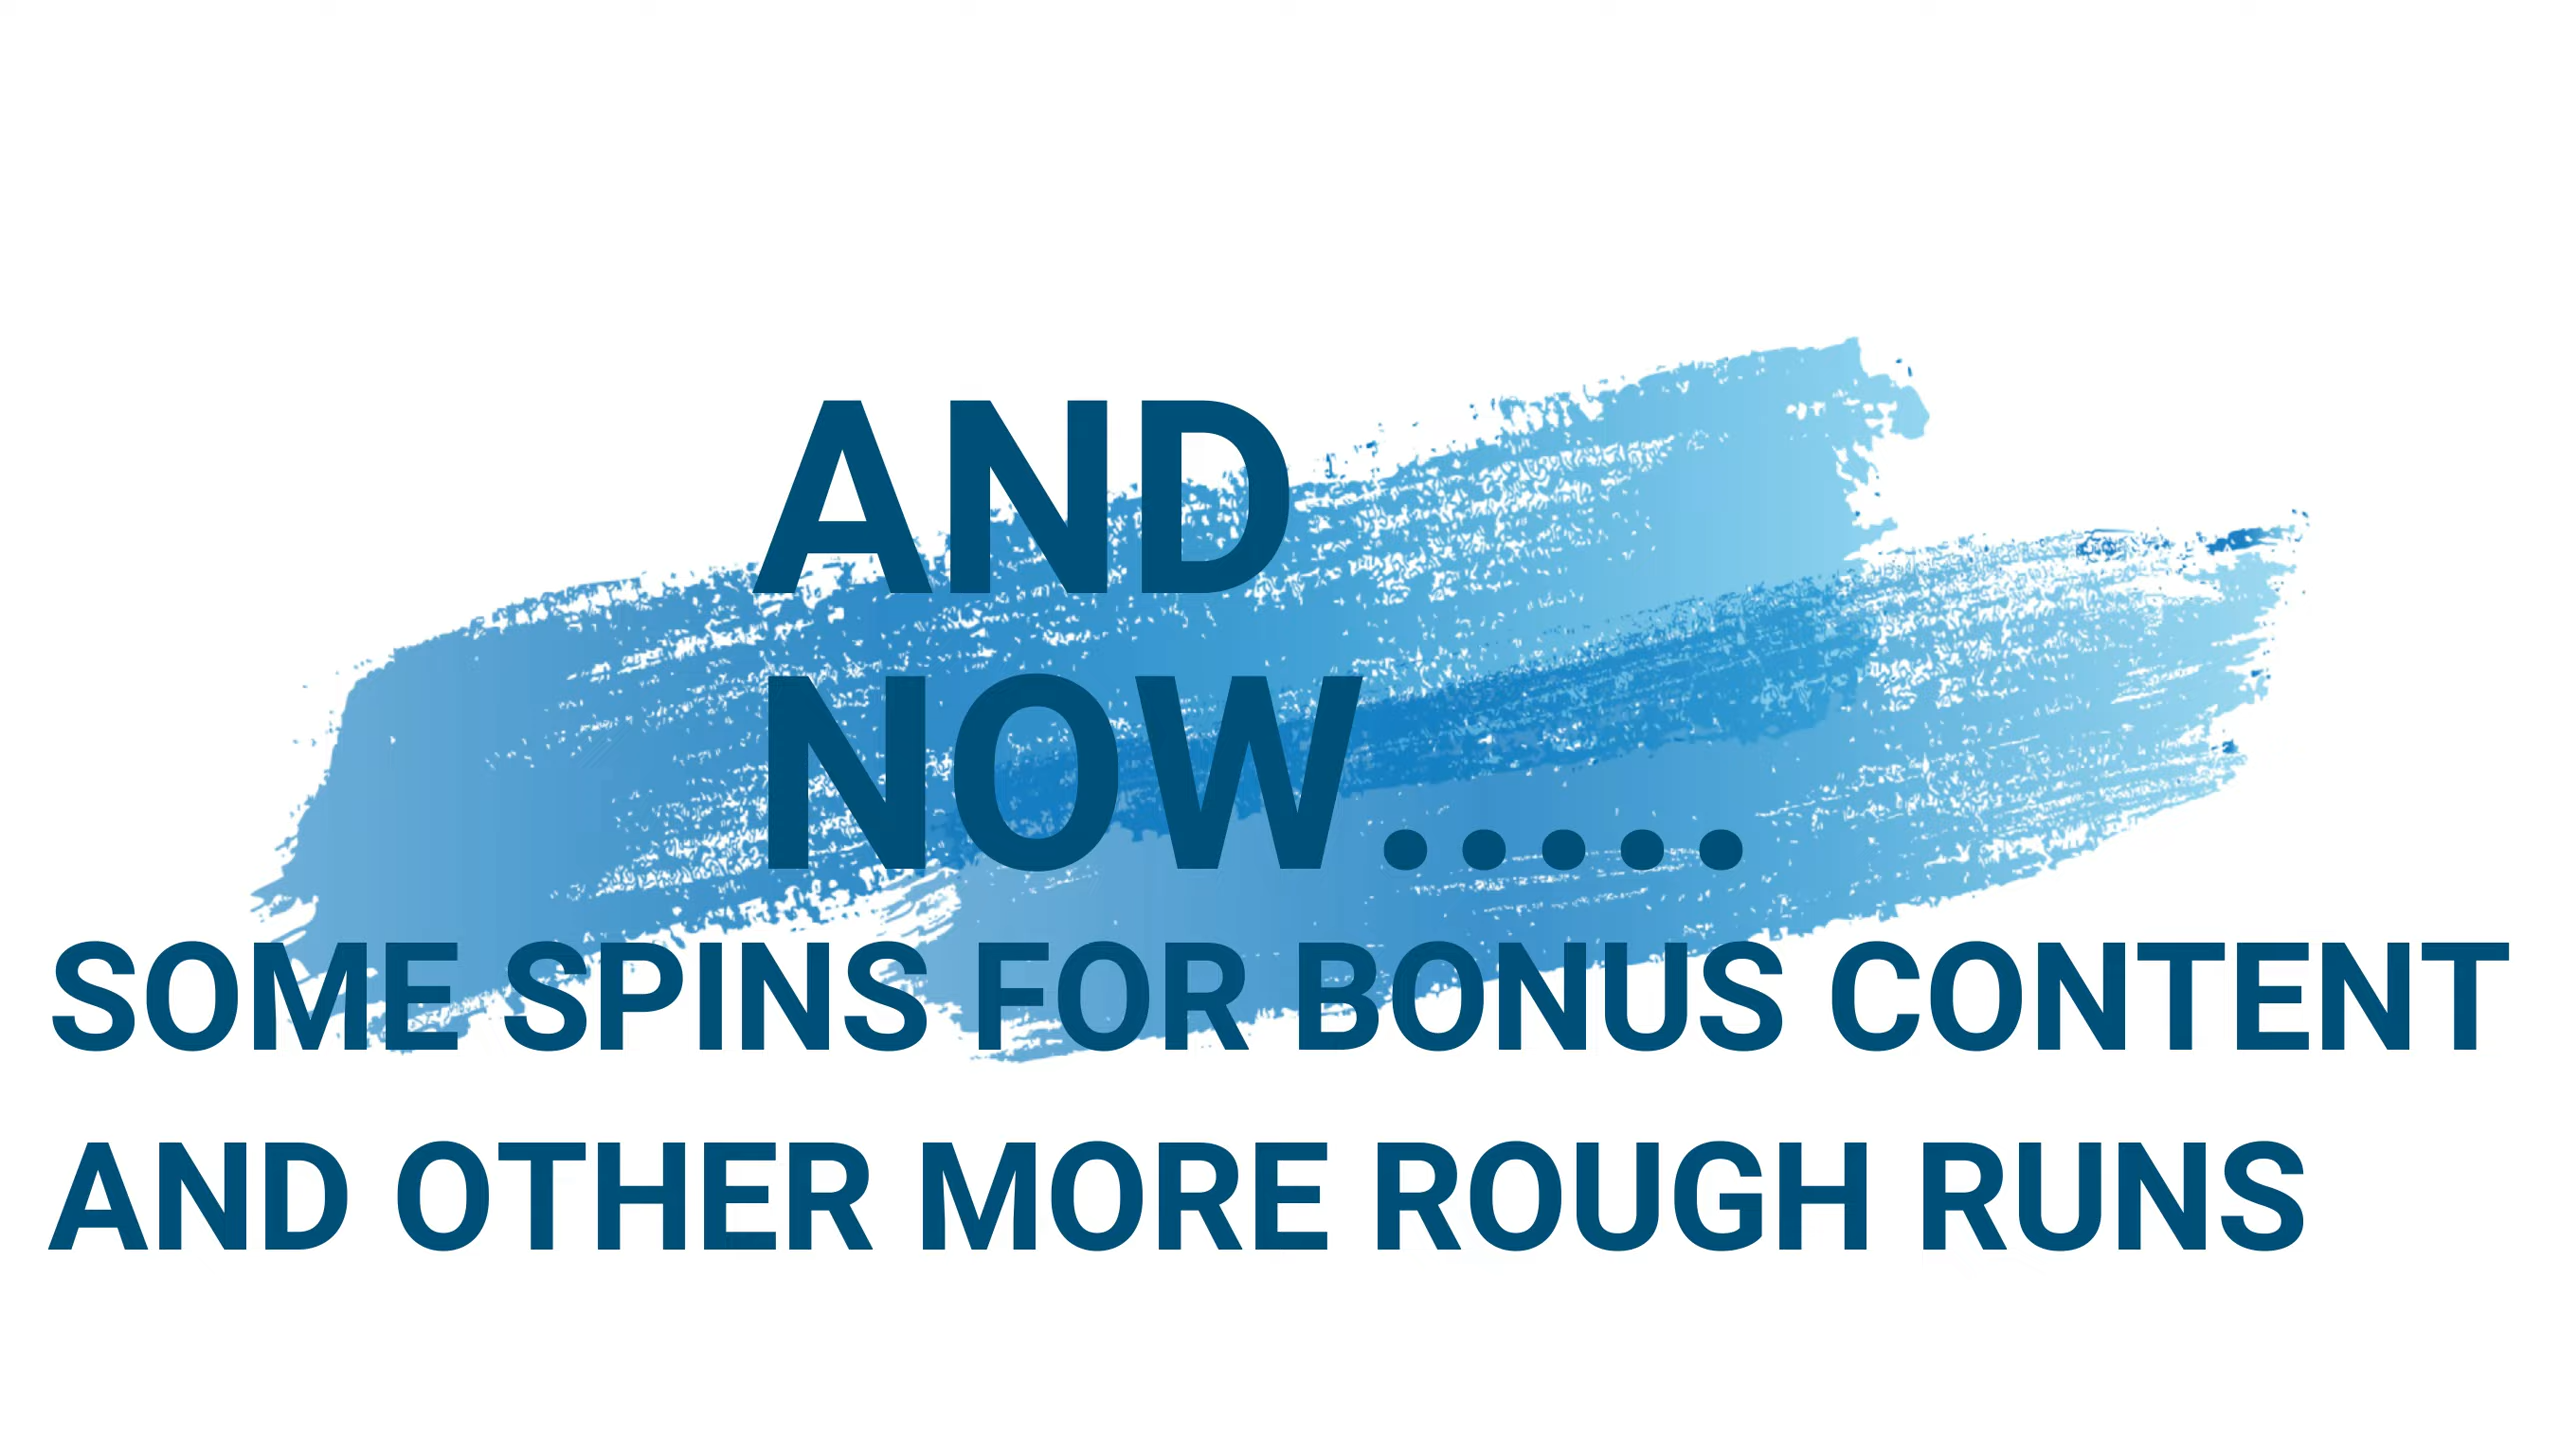 AND
NOW.....
SOME SPINS FOR BONUS CONTENT
AND OTHER MORE ROUGH RUNS